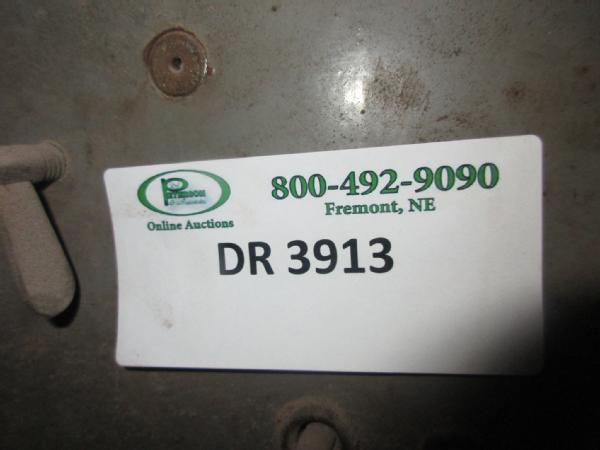 800-492-9090
Fremont, NE
Online Auctions
DR 3913